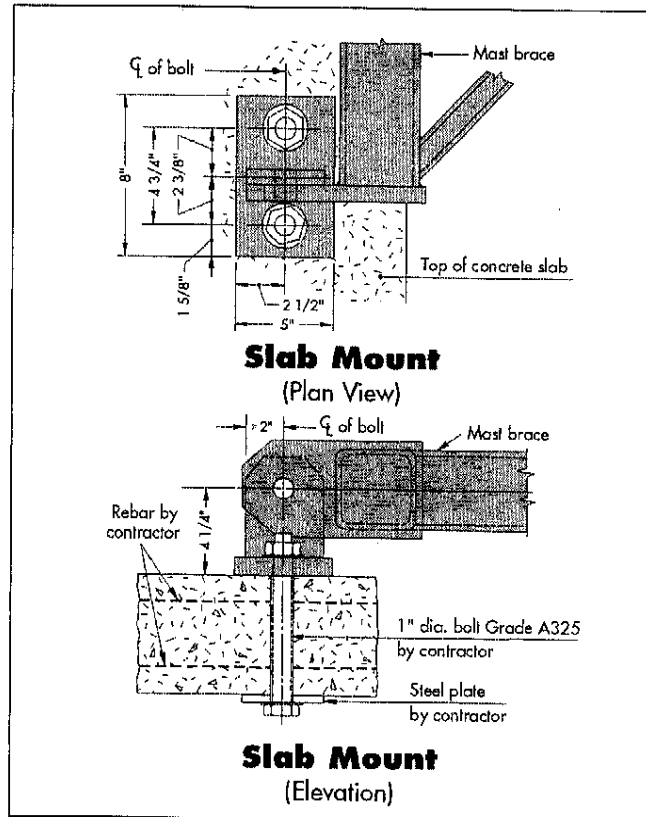 Mast brace
℄ of bolt
8"
4 3/4"
2 3/8"
1 5/8"
Top of concrete slab
2 1/2"
5"
Slab Mount
(Plan View)
2"
℄ of bolt
Mast brace
Rebar by
contractor
4 1/4"
1" dia. bolt Grade A325
by contractor
Steel plate
by contractor
Slab Mount
(Elevation)